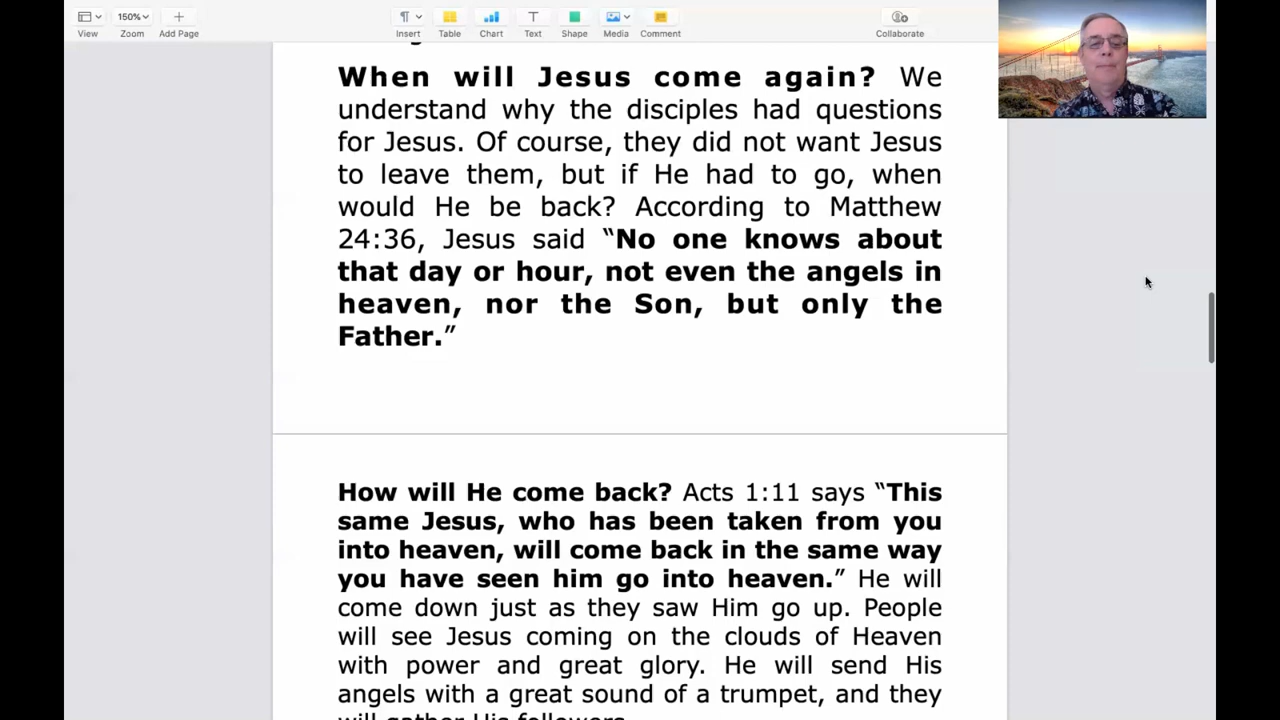 150%
View
Zoom
Add Page
Insert
Table
Chart
Text
Shape
Media
Comment
Collaborate
When will Jesus come again? We
understand why the disciples had questions
for Jesus. Of course, they did not want Jesus
to leave them, but if He had to go, when
would He be back? According to Matthew
24:36, Jesus said “No one knows about
that day or hour, not even the angels in
heaven, nor the Son, but only the
Father.”
How will He come back? Acts 1:11 says “This
same Jesus, who has been taken from you
into heaven, will come back in the same way
you have seen him go into heaven.” He will
come down just as they saw Him go up. People
will see Jesus coming on the clouds of Heaven
with power and great glory. He will send His
angels with a great sound of a trumpet, and they
will gather His followers